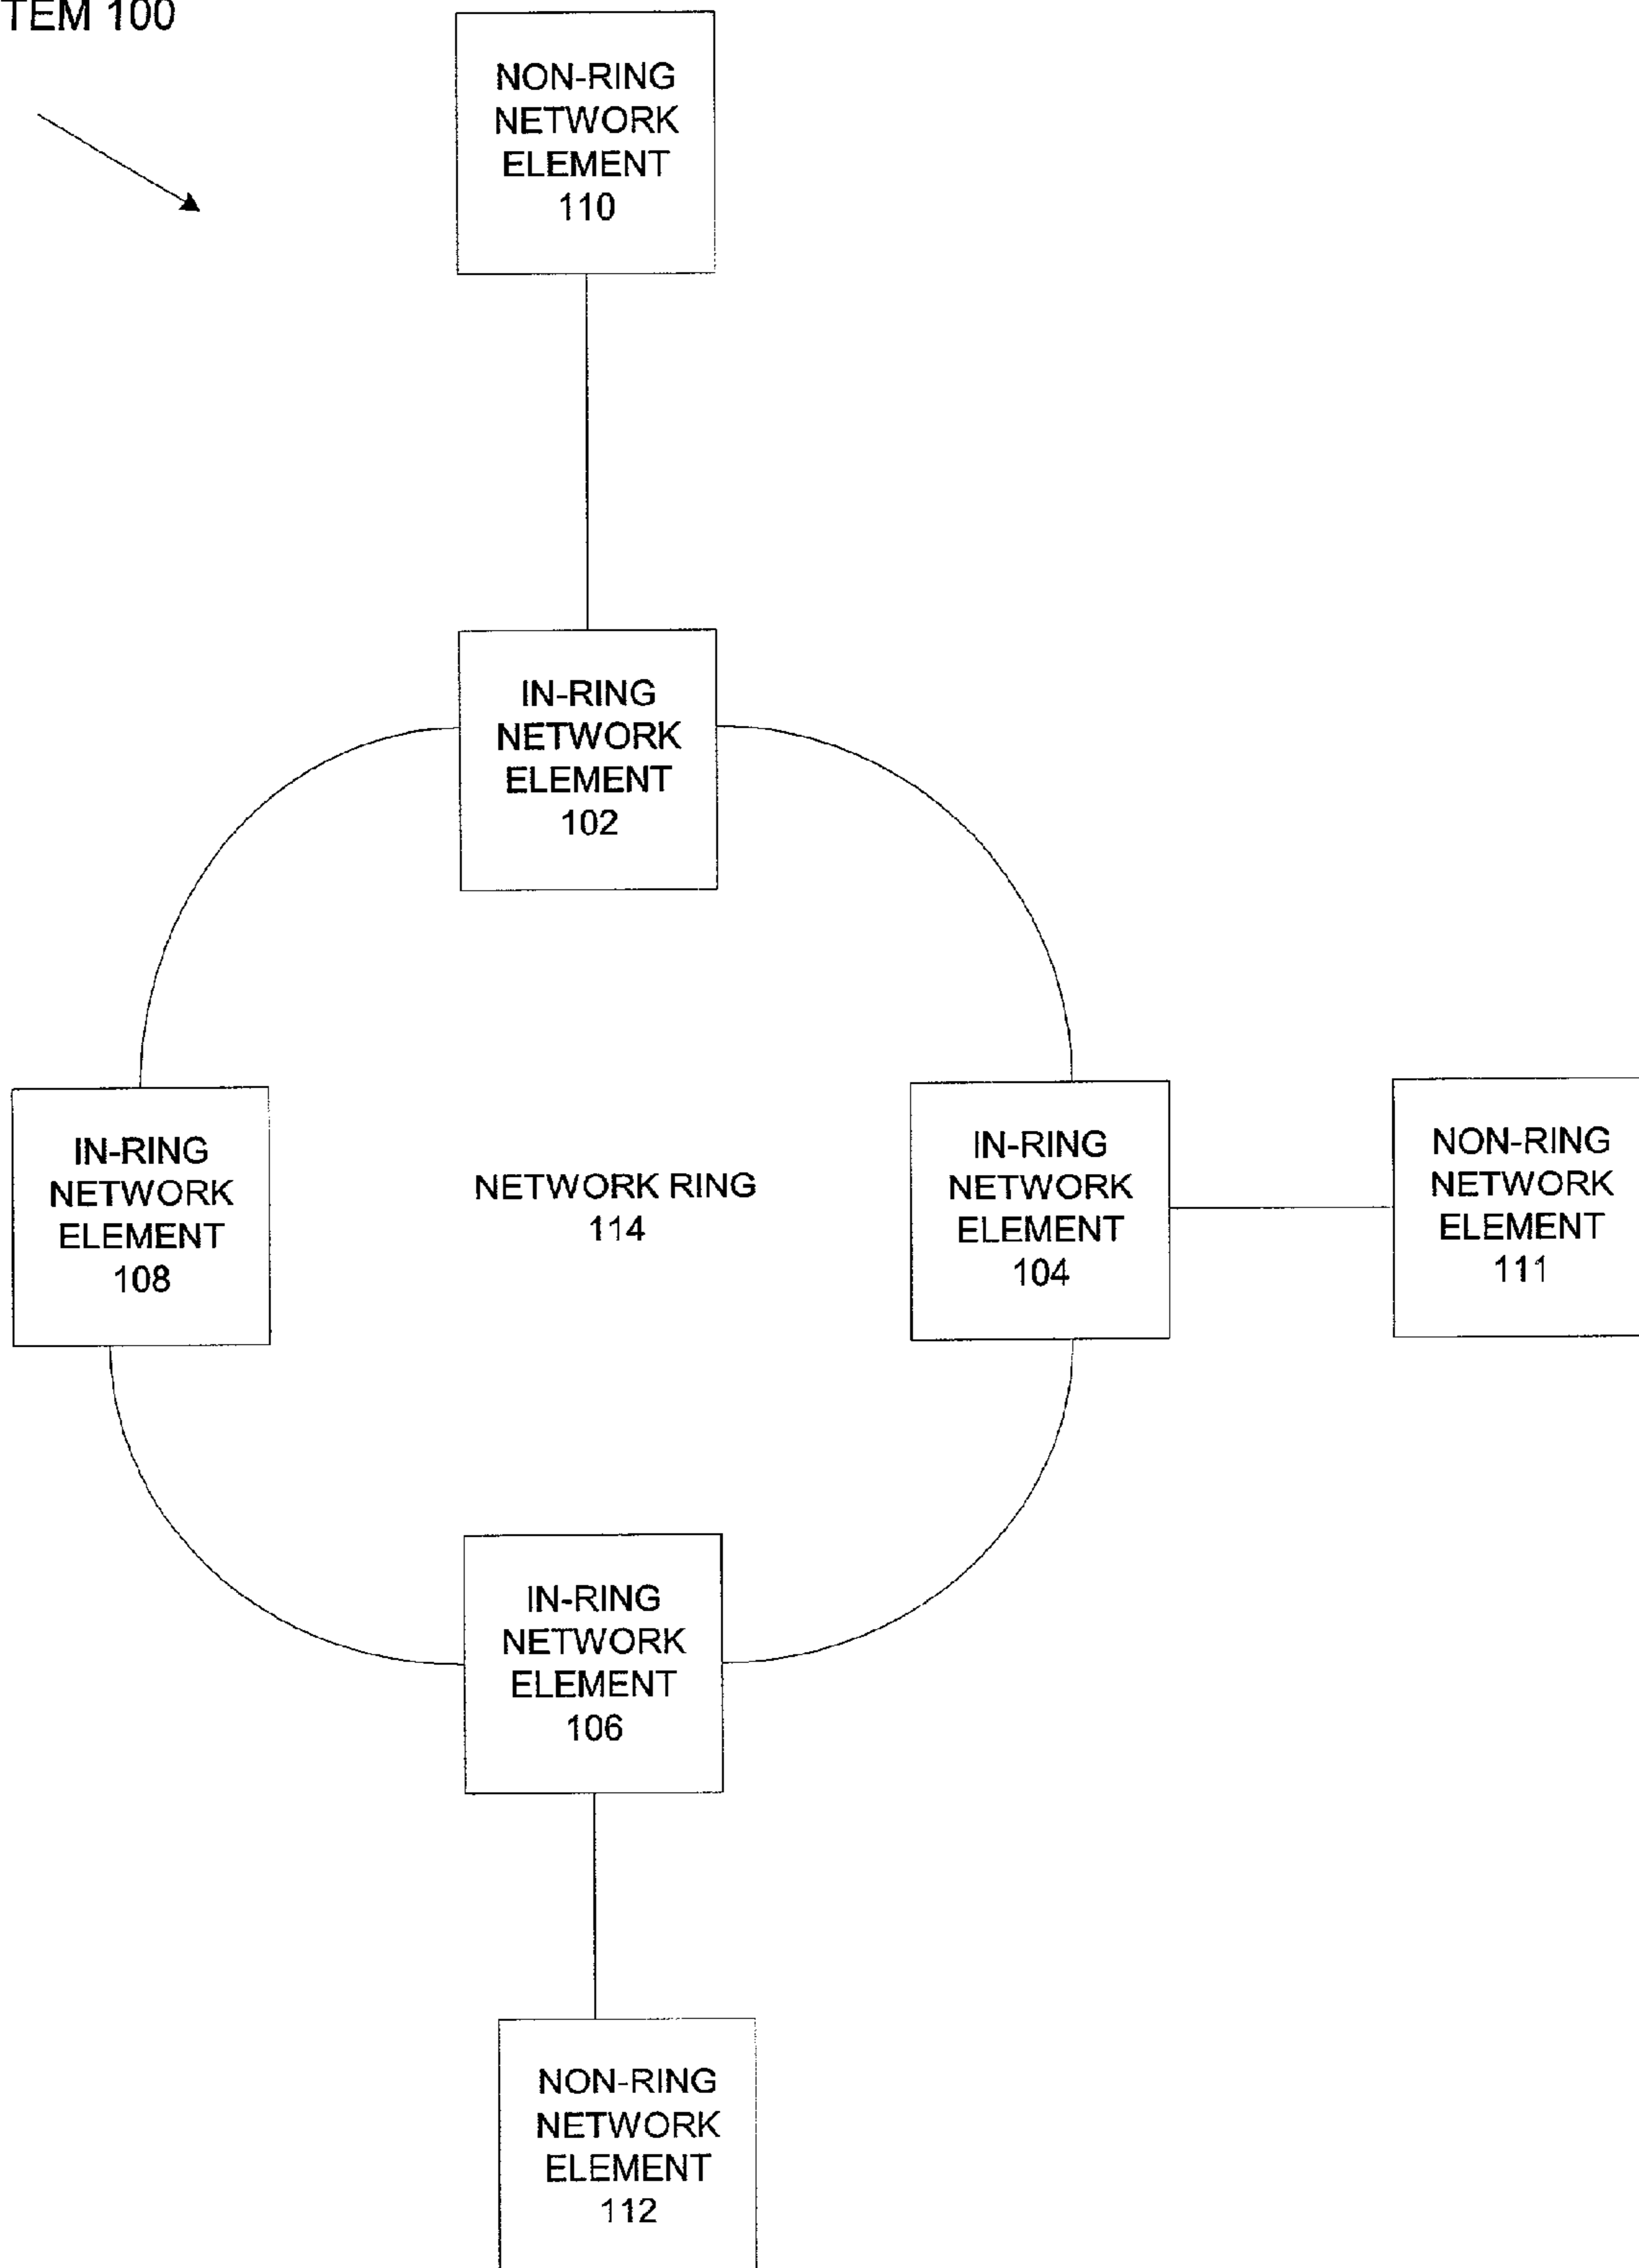 TEM 100
NON-RING
NETWORK
ELEMENT
110
IN-RING
NETWORK
ELEMENT
102
IN-RING
NETWORK
ELEMENT
108
NETWORK RING
114
IN-RING
NETWORK
ELEMENT
104
NON-RING
NETWORK
ELEMENT
111
IN-RING
NETWORK
ELEMENT
106
NON-RING
NETWORK
ELEMENT
112